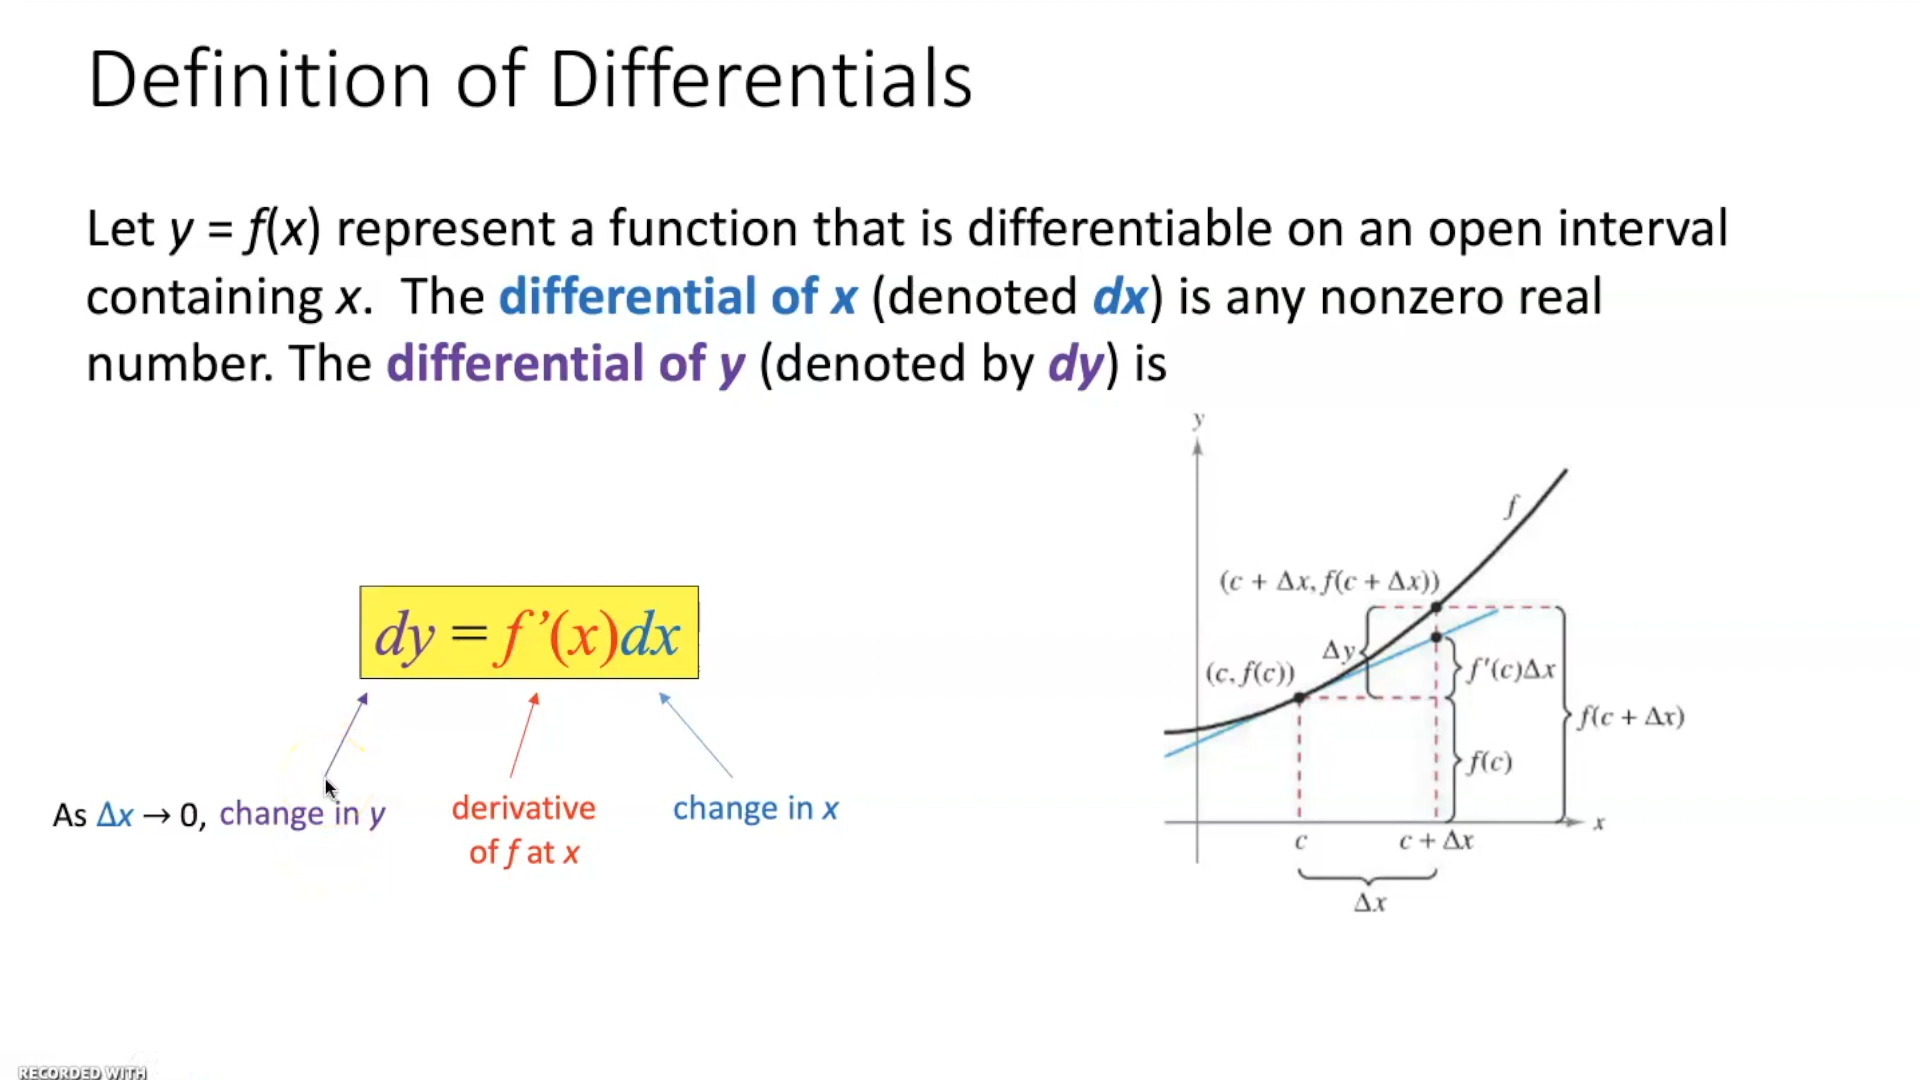 Definition of Differentials
Let y = f(x) represent a function that is differentiable on an open interval
containing x. The differential of x (denoted dx) is any nonzero real
number. The differential of y (denoted by dy) is
dy = f’(x)dx
As Δx → 0, change in y
derivative
of f at x
change in x
y
f
(c + Δx, f(c + Δx))
Δy
(c, f(c))
f′(c)Δx
f(c + Δx)
f(c)
x
c
c + Δx
Δx
RECORDED WITH